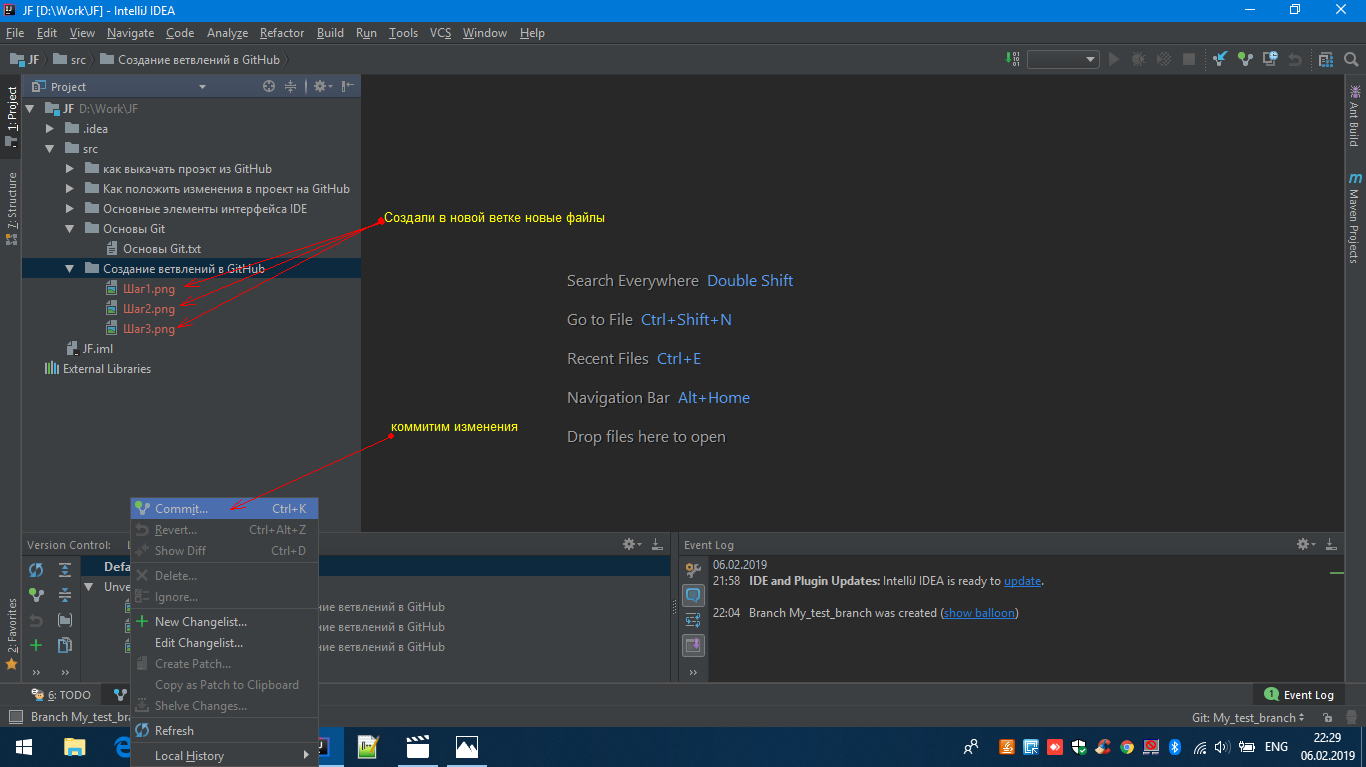 JF [D:\Work\JF] - IntelliJ IDEA
File Edit View Navigate Code Analyze Refactor Build Run Tools VCS Window Help
JF src Создание ветвлений в GitHub
1: Project
7: Structure
2: Favorites
Project
JF D:\Work\JF
.idea
src
как выкачать проэкт из GitHub
Как положить изменения в проект на GitHub
Основные элементы интерфейса IDE
Основы Git
Основы Git.txt
Создание ветвлений в GitHub
Шаг1.png
Шаг2.png
Шаг3.png
JF.iml
External Libraries
Создали в новой ветке новые файлы
коммитим изменения
Search Everywhere Double Shift
Go to File Ctrl+Shift+N
Recent Files Ctrl+E
Navigation Bar Alt+Home
Drop files here to open
Ant Build
Maven Projects
Version Control:
Defa
Unve
ание ветвлений в GitHub
ание ветвлений в GitHub
ание ветвлений в GitHub
Commit... Ctrl+K
Revert... Ctrl+Alt+Z
Show Diff Ctrl+D
Delete...
Ignore...
New Changelist...
Edit Changelist...
Create Patch...
Copy as Patch to Clipboard
Shelve Changes...
Refresh
Local History
Event Log
06.02.2019
21:58 IDE and Plugin Updates: IntelliJ IDEA is ready to update.
22:04 Branch My_test_branch was created (show balloon)
6: TODO
1 Event Log
Branch My_test_bra
Git: My_test_branch
ENG
22:29
06.02.2019